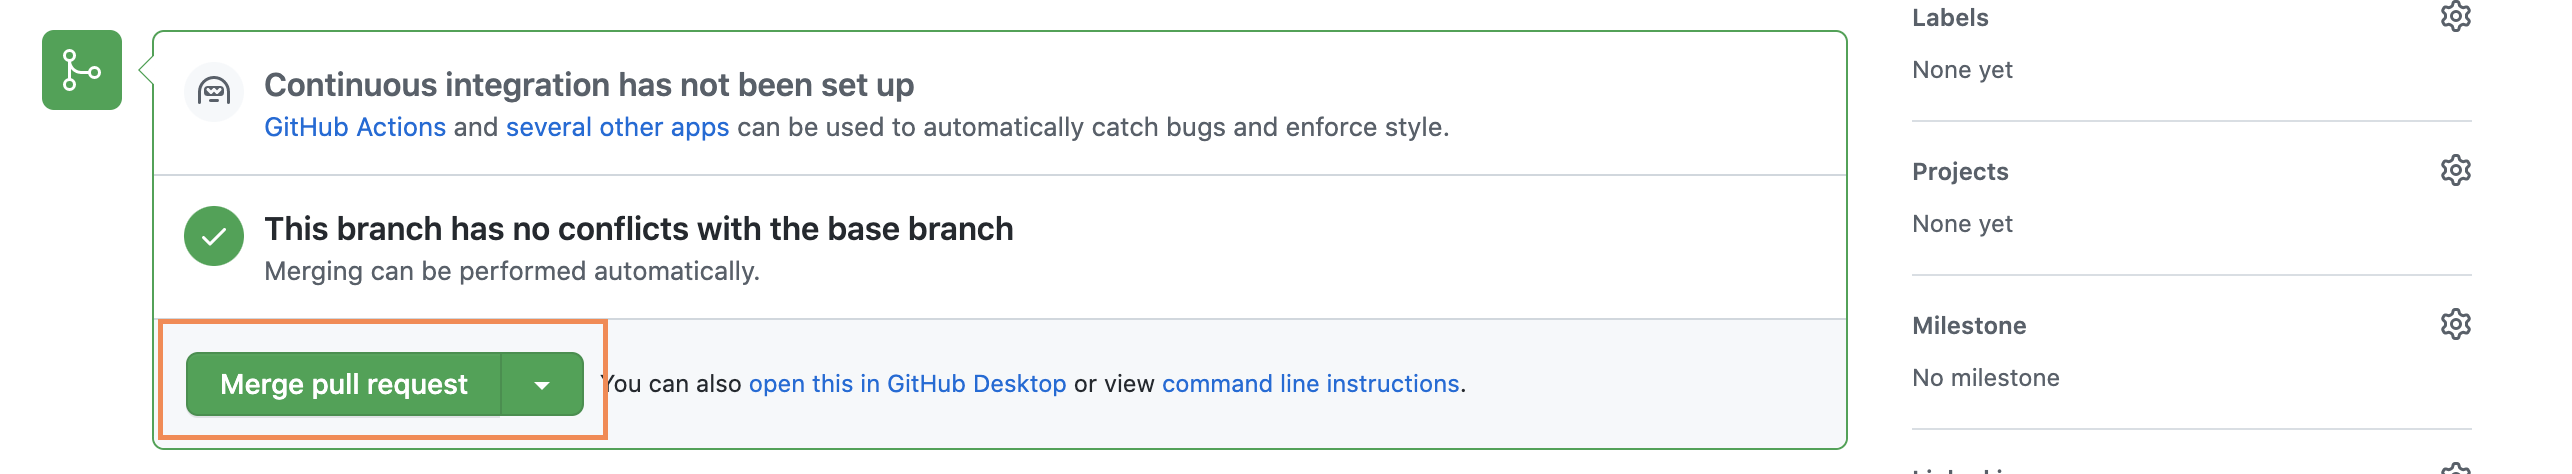 Continuous integration has not been set up
GitHub Actions and several other apps can be used to automatically catch bugs and enforce style.
This branch has no conflicts with the base branch
Merging can be performed automatically.
Merge pull request
You can also open this in GitHub Desktop or view command line instructions.
Labels
None yet
Projects
None yet
Milestone
No milestone